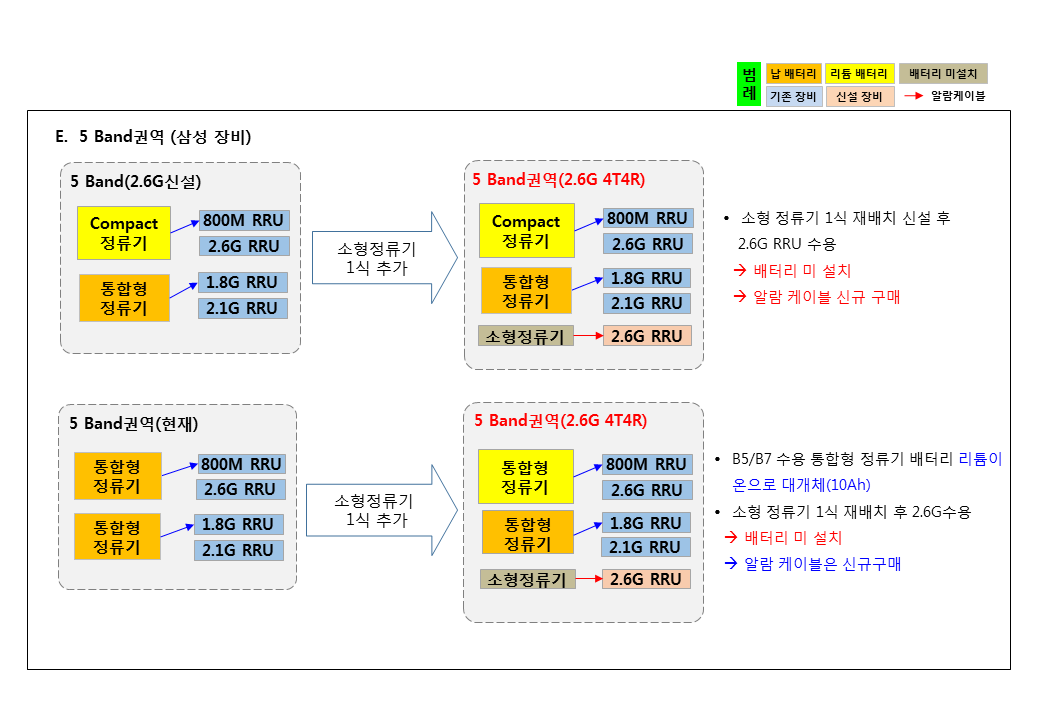 범례
납 배터리
리튬 배터리
배터리 미설치
기존 장비
신설 장비
알람케이블
E. 5 Band권역 (삼성 장비)
5 Band(2.6G신설)
Compact
정류기
800M RRU
2.6G RRU
통합형
정류기
1.8G RRU
2.1G RRU
소형정류기
1식 추가
5 Band권역(2.6G 4T4R)
Compact
정류기
800M RRU
2.6G RRU
통합형
정류기
1.8G RRU
2.1G RRU
소형정류기
2.6G RRU
• 소형 정류기 1식 재배치 신설 후
2.6G RRU 수용
→ 배터리 미 설치
→ 알람 케이블 신규 구매
5 Band권역(현재)
통합형
정류기
800M RRU
2.6G RRU
통합형
정류기
1.8G RRU
2.1G RRU
소형정류기
1식 추가
5 Band권역(2.6G 4T4R)
통합형
정류기
800M RRU
2.6G RRU
통합형
정류기
1.8G RRU
2.1G RRU
소형정류기
2.6G RRU
• B5/B7 수용 통합형 정류기 배터리 리튬이
온으로 대개체(10Ah)
• 소형 정류기 1식 재배치 후 2.6G수용
→ 배터리 미 설치
→ 알람 케이블은 신규구매